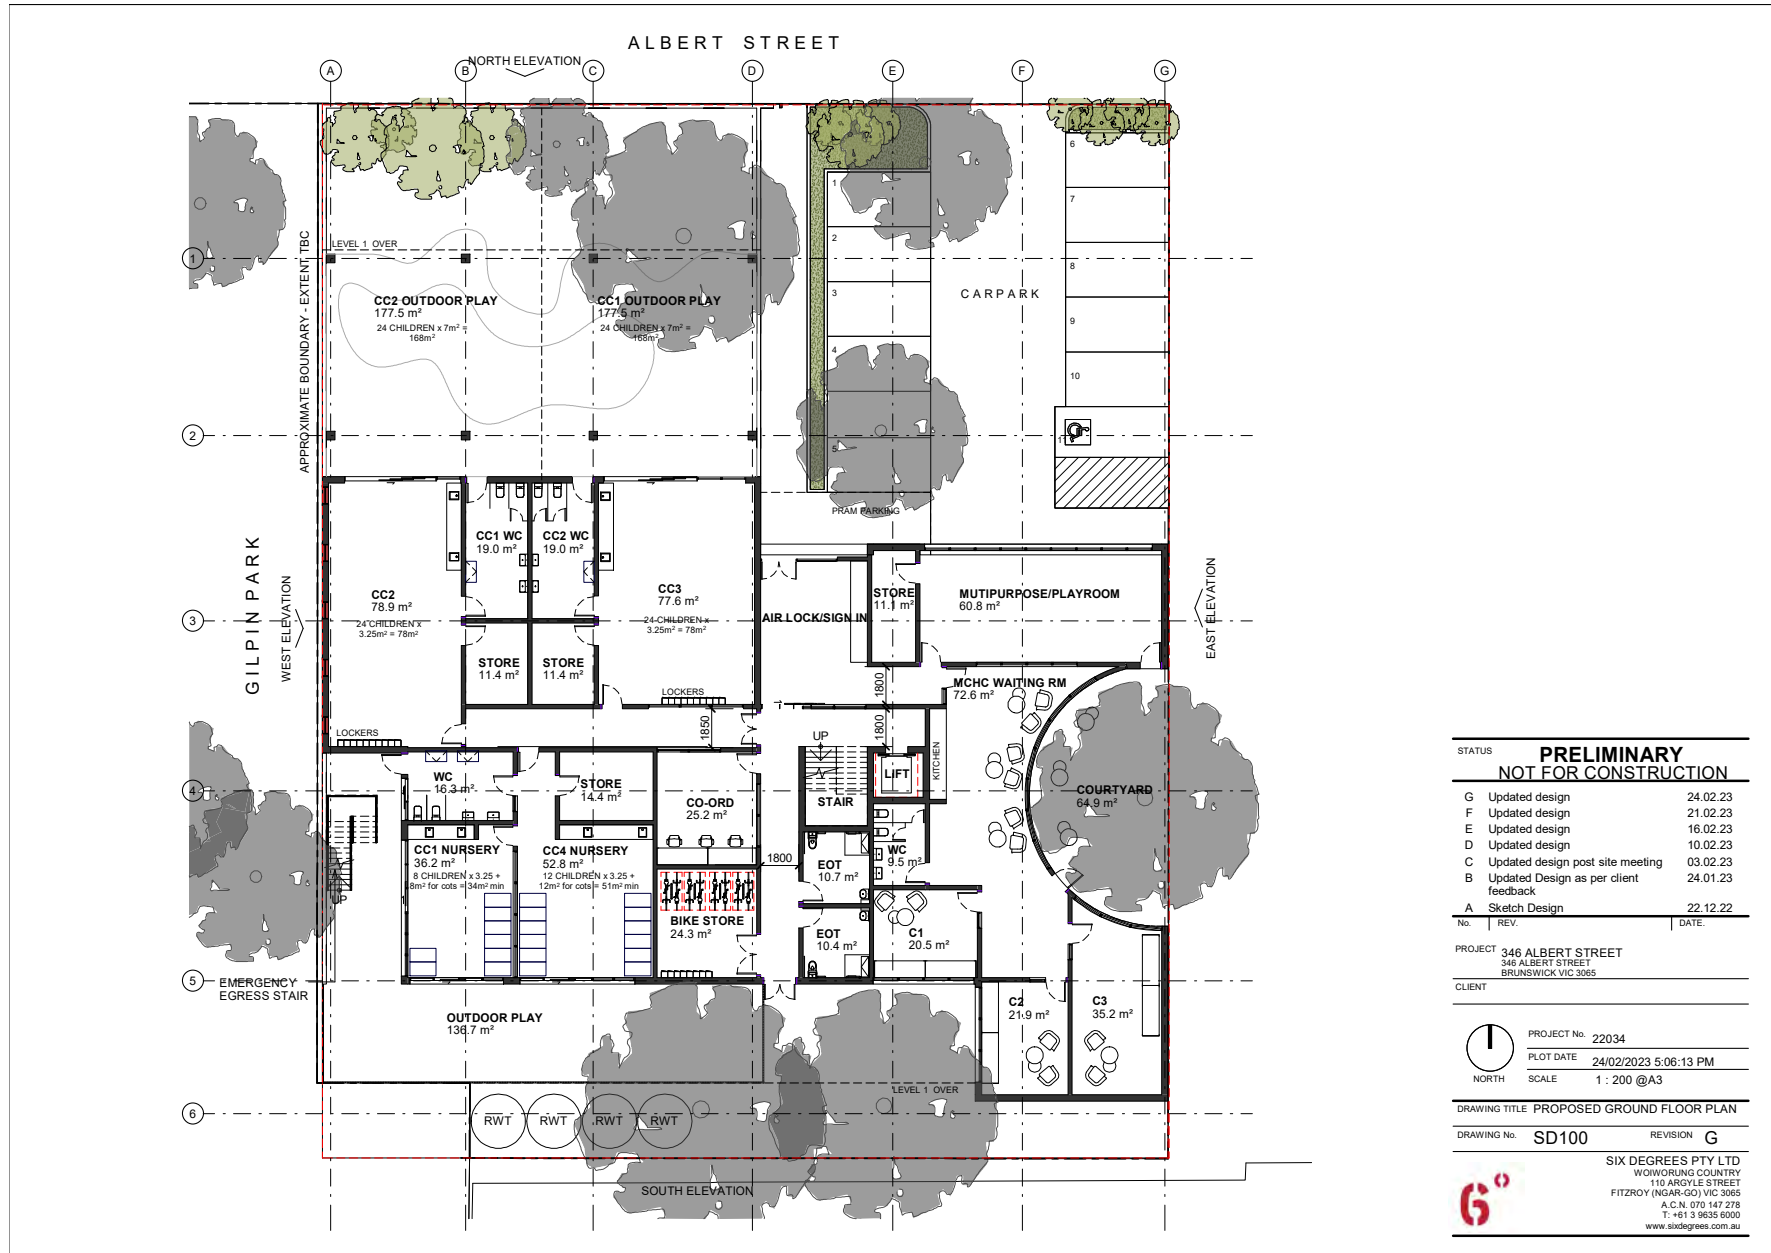 ALBERT STREET
NORTH ELEVATION
A
B
C
D
E
F
G
1
2
3
4
5
6
APPROXIMATE BOUNDARY - EXTENT TBC
GILPIN PARK
WEST ELEVATION
EAST ELEVATION
LEVEL 1 OVER
CC2 OUTDOOR PLAY
177.5 m²
24 CHILDREN x 7m² =
168m²
CC1 OUTDOOR PLAY
177.5 m²
24 CHILDREN x 7m² =
168m²
1
2
3
4
5
CARPARK
6
7
8
9
10
11
PRAM PARKING
CC2
78.9 m²
24 CHILDREN x
3.25m² = 78m²
CC1 WC
19.0 m²
CC2 WC
19.0 m²
CC3
77.6 m²
24 CHILDREN x
3.25m² = 78m²
STORE
11.4 m²
STORE
11.4 m²
LOCKERS
LOCKERS
1850
AIR LOCK/SIGN IN
STORE
11.1 m²
MUTIPURPOSE/PLAYROOM
60.8 m²
1800
1800
MCHC WAITING RM
72.6 m²
KITCHEN
UP
LIFT
STAIR
COURTYARD
64.9 m²
WC
16.3 m²
STORE
14.4 m²
CO-ORD
25.2 m²
CC1 NURSERY
36.2 m²
8 CHILDREN x 3.25 +
8m² for cots = 34m² min
CC4 NURSERY
52.8 m²
12 CHILDREN x 3.25 +
12m² for cots = 51m² min
1800
EOT
10.7 m²
WC
9.5 m²
UP
BIKE STORE
24.3 m²
EOT
10.4 m²
C1
20.5 m²
EMERGENCY
EGRESS STAIR
OUTDOOR PLAY
136.7 m²
C2
21.9 m²
C3
35.2 m²
LEVEL 1 OVER
RWT
RWT
RWT
RWT
SOUTH ELEVATION
STATUS
PRELIMINARY
NOT FOR CONSTRUCTION
G Updated design 24.02.23
F Updated design 21.02.23
E Updated design 16.02.23
D Updated design 10.02.23
C Updated design post site meeting 03.02.23
B Updated Design as per client 24.01.23
feedback
A Sketch Design 22.12.22
No. REV. DATE.
PROJECT 346 ALBERT STREET
346 ALBERT STREET
BRUNSWICK VIC 3065
CLIENT
NORTH
PROJECT No. 22034
PLOT DATE 24/02/2023 5:06:13 PM
SCALE 1 : 200 @A3
DRAWING TITLE PROPOSED GROUND FLOOR PLAN
DRAWING No. SD100 REVISION G
6°
SIX DEGREES PTY LTD
WOIWORUNG COUNTRY
110 ARGYLE STREET
FITZROY (NGAR-GO) VIC 3065
A.C.N. 070 147 278
T: +61 3 9635 6000
www.sixdegrees.com.au